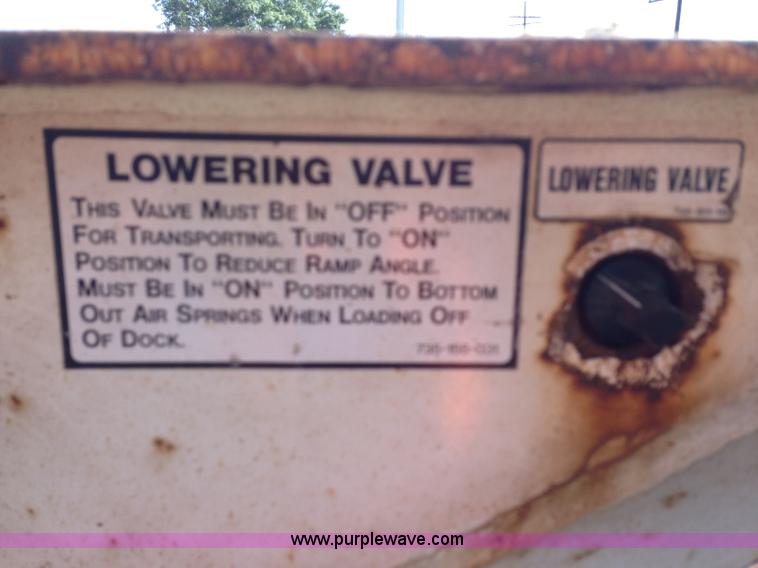 LOWERING VALVE
THIS VALVE MUST BE IN "OFF" POSITION
FOR TRANSPORTING. TURN TO "ON"
POSITION TO REDUCE RAMP ANGLE.
MUST BE IN "ON" POSITION TO BOTTOM
OUT AIR SPRINGS WHEN LOADING OFF
OF DOCK.
LOWERING VALVE
www.purplewave.com